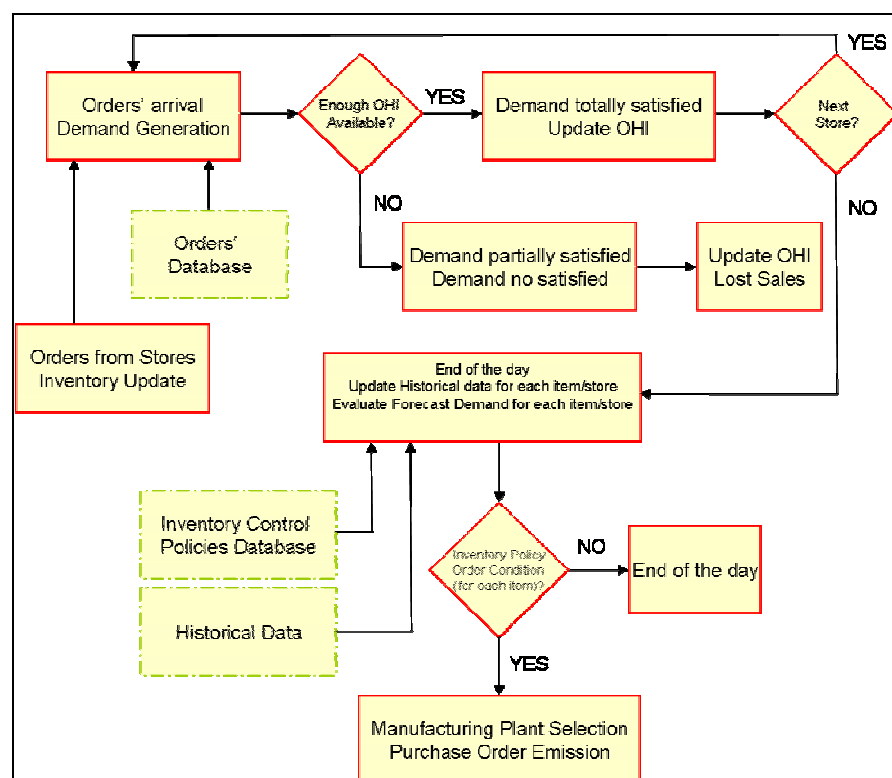 YES
Orders' arrival
Demand Generation
Enough OHI
Available?
YES
Demand totally satisfied
Update OHI
Next
Store?
NO
NO
Orders'
Database
Demand partially satisfied
Demand no satisfied
Update OHI
Lost Sales
Orders from Stores
Inventory Update
End of the day
Update Historical data for each item/store
Evaluate Forecast Demand for each item/store
Inventory Control
Policies Database
Inventory Policy
Order Condition
(for each item)?
NO
End of the day
Historical Data
YES
Manufacturing Plant Selection
Purchase Order Emission